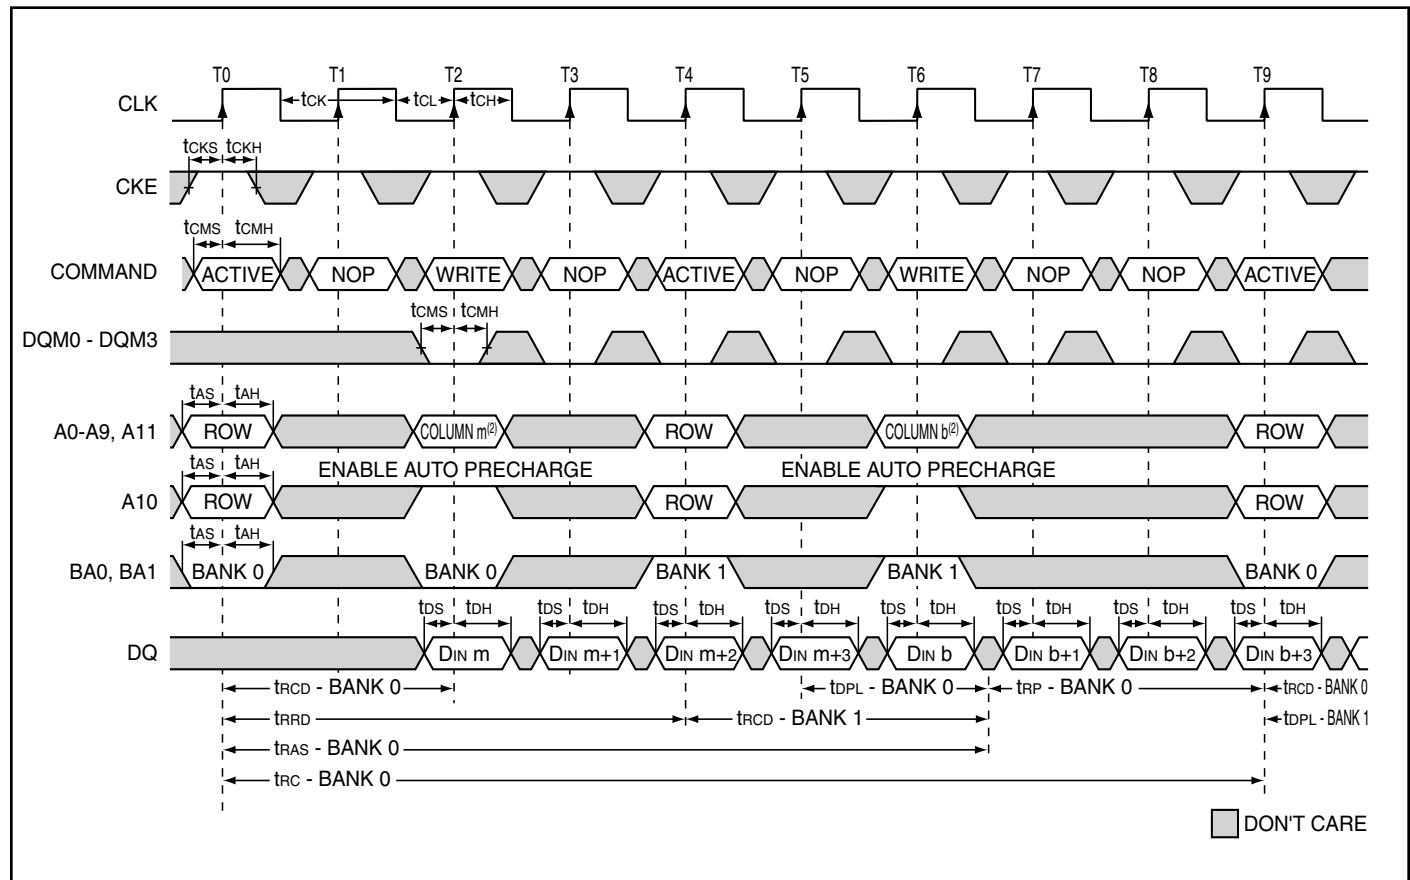 T0 T1 T2 T3 T4 T5 T6 T7 T8 T9
CLK tCK tCL tCH
tCKS tCKH
CKE
tCMS tCMH
COMMAND ACTIVE NOP WRITE NOP ACTIVE NOP WRITE NOP NOP ACTIVE
tCMS tCMH
DQM0 - DQM3
tAS tAH
A0-A9, A11 ROW COLUMN m(2) ROW COLUMN b(2) ROW
tAS tAH ENABLE AUTO PRECHARGE ENABLE AUTO PRECHARGE
A10 ROW ROW ROW
tAS tAH
BA0, BA1 BANK 0 BANK 0 BANK 1 BANK 1 BANK 0
tDS tDH tDS tDH tDS tDH tDS tDH tDS tDH tDS tDH tDS tDH tDS tDH
DQ DIN m DIN m+1 DIN m+2 DIN m+3 DIN b DIN b+1 DIN b+2 DIN b+3
tRCD - BANK 0 tDPL - BANK 0 tRP - BANK 0 tRCD - BANK 0
tRRD tRCD - BANK 1 tDPL - BANK 1
tRAS - BANK 0
tRC - BANK 0
DON'T CARE